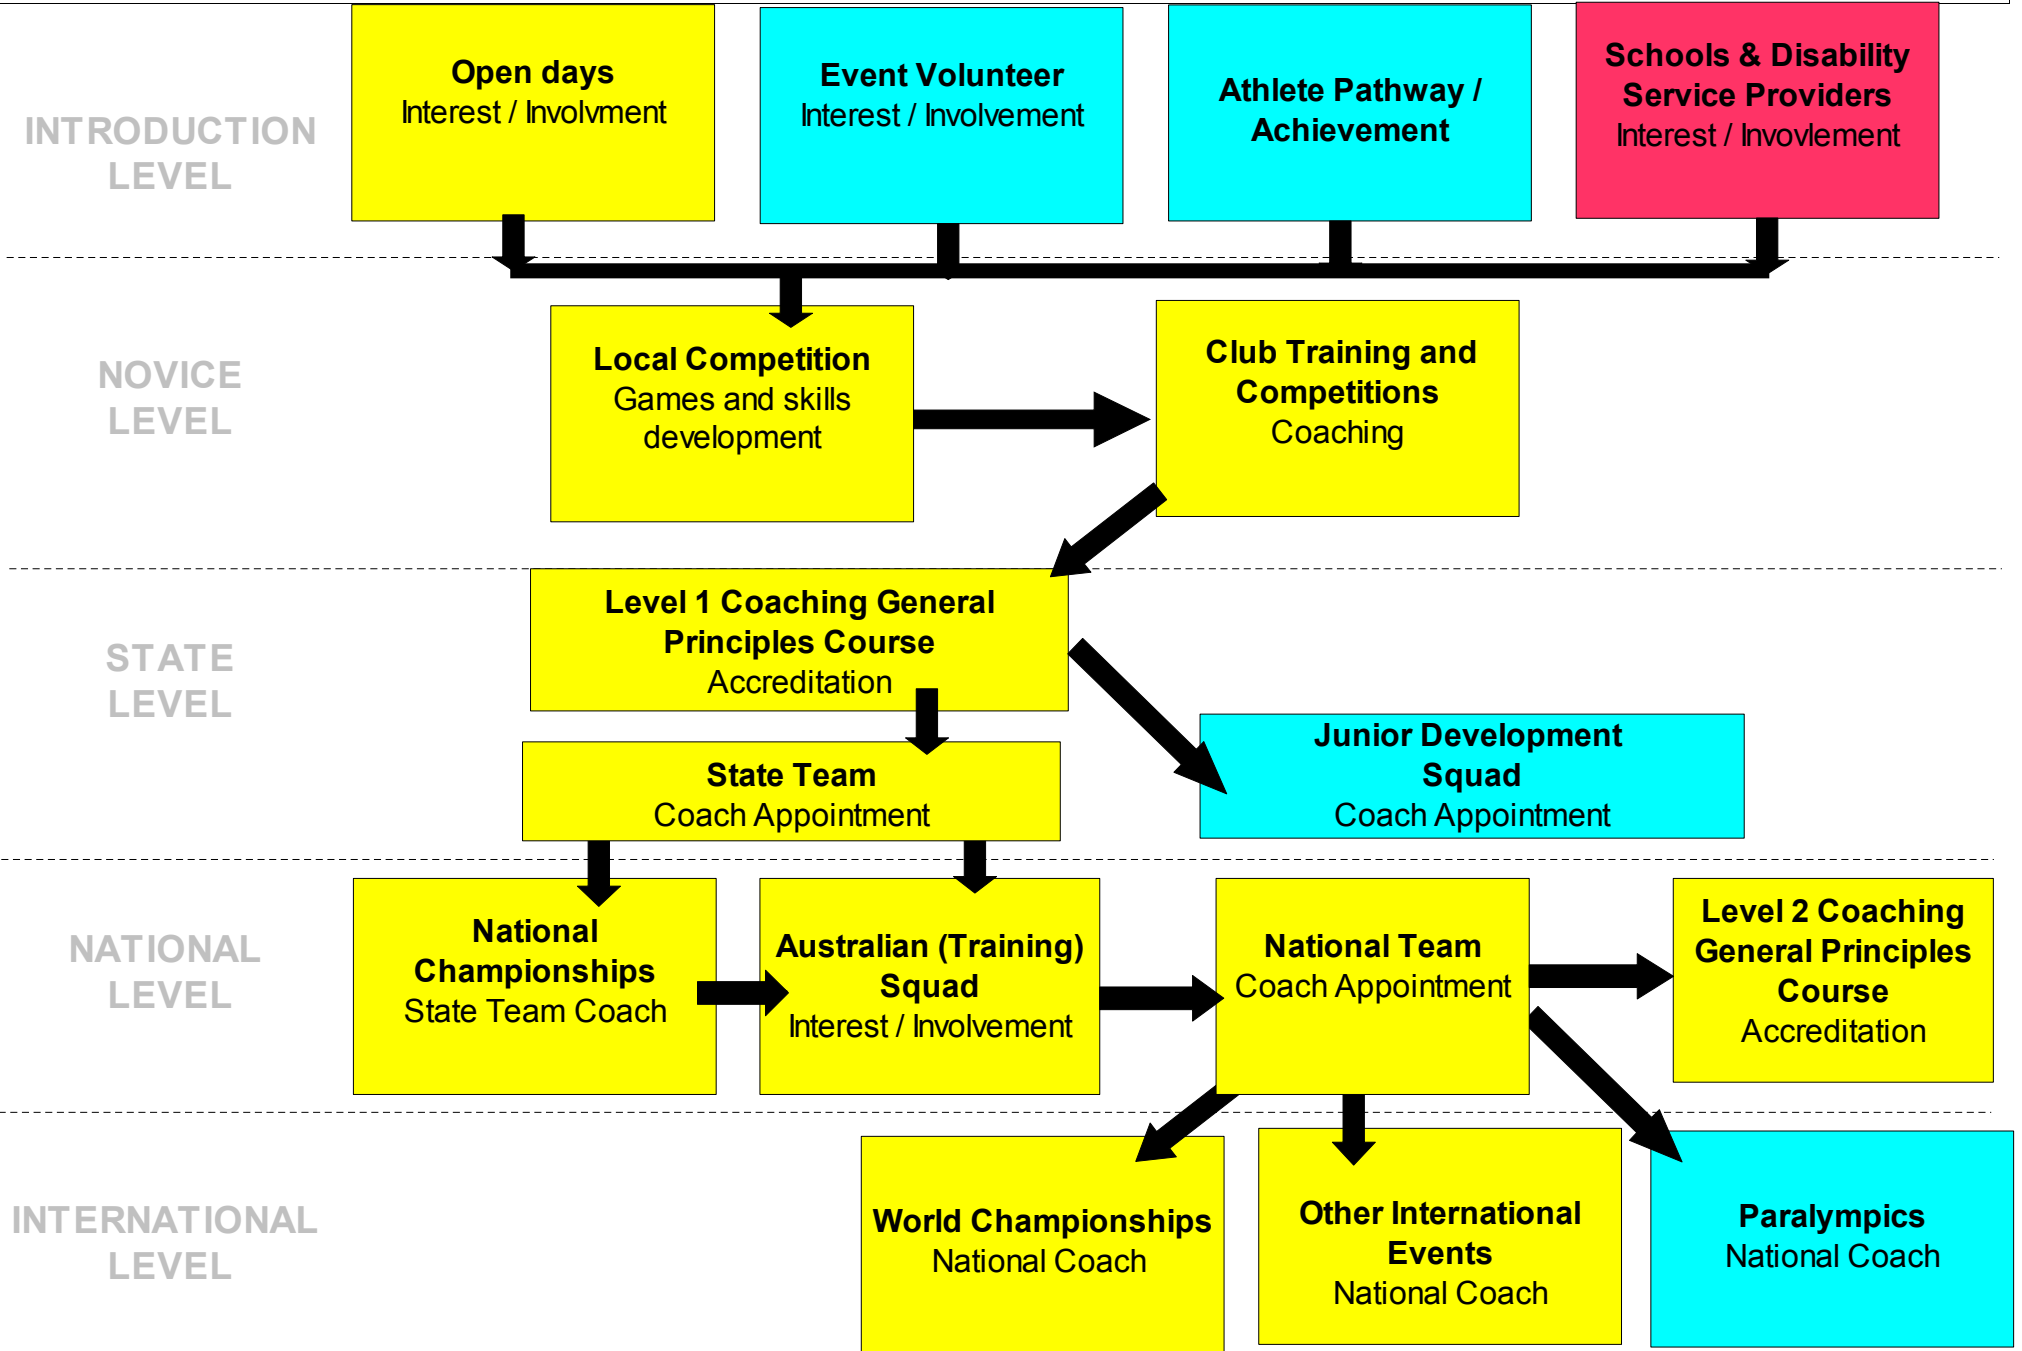 INTRODUCTION
LEVEL
Open days
Interest / Involvment
Event Volunteer
Interest / Involvement
Athlete Pathway /
Achievement
Schools & Disability
Service Providers
Interest / Invovlement
NOVICE
LEVEL
Local Competition
Games and skills
development
Club Training and
Competitions
Coaching
STATE
LEVEL
Level 1 Coaching General
Principles Course
Accreditation
State Team
Coach Appointment
Junior Development
Squad
Coach Appointment
NATIONAL
LEVEL
National
Championships
State Team Coach
Australian (Training)
Squad
Interest / Involvement
National Team
Coach Appointment
Level 2 Coaching
General Principles
Course
Accreditation
INTERNATIONAL
LEVEL
World Championships
National Coach
Other International
Events
National Coach
Paralympics
National Coach